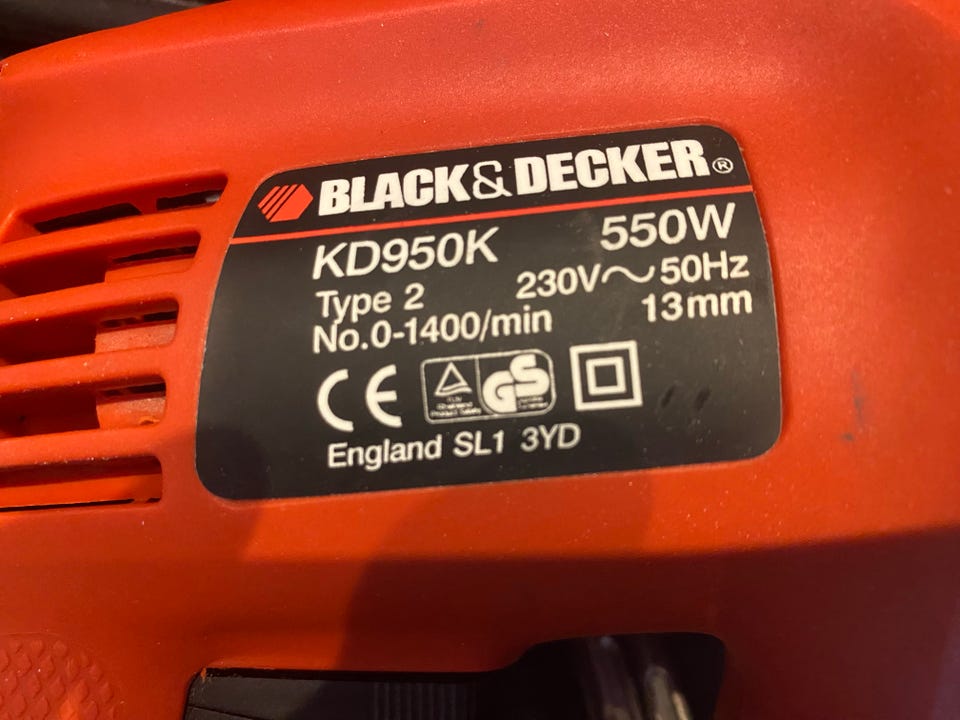 BLACK&DECKER®
KD950K 550W
Type 2 230V~50Hz
No.0-1400/min 13mm
CE GS
England SL1 3YD